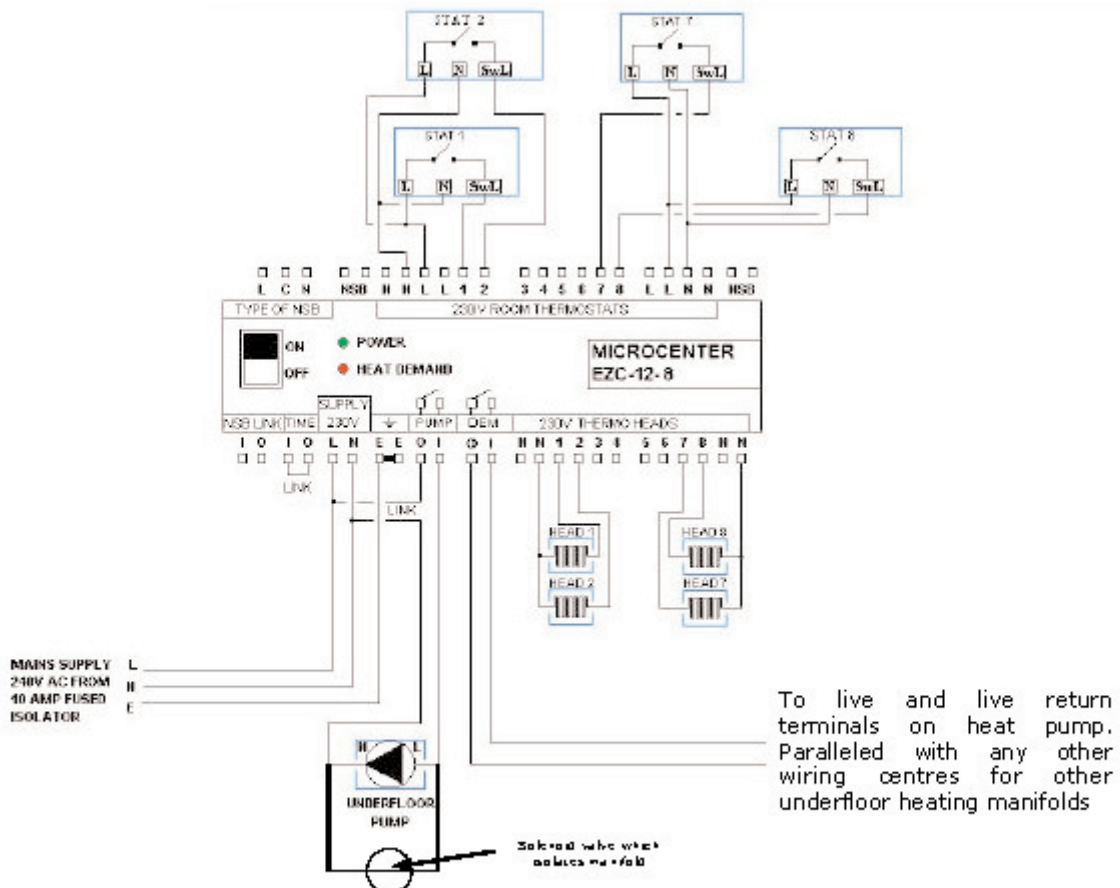 STAT 2
L N SwL
STAT 7
L N SwL
STAT 1
L N SwL
STAT 8
L N SwL
L C N NSB N N L L 1 2 3 4 5 6 7 8 L L N N NSB
TYPE OF NSB
230V ROOM THERMOSTATS
ON
OFF
POWER
HEAT DEMAND
MICROCENTER
EZC-12-8
SUPPLY
NSB LINK TIME 230V PUMP DEM 230V THERMO HEADS
I O I O L N E E O I O I N N 1 2 3 4 5 6 7 8 N N
LINK
LINK
HEAD 1
HEAD 2
HEAD 8
HEAD 7
MAINS SUPPLY
240V AC FROM
10 AMP FUSED
ISOLATOR
L
N
E
N L
UNDERFLOOR
PUMP
Solenoid valve which
isolates manifold
To live and live return
terminals on heat pump.
Paralleled with any other
wiring centres for other
underfloor heating manifolds